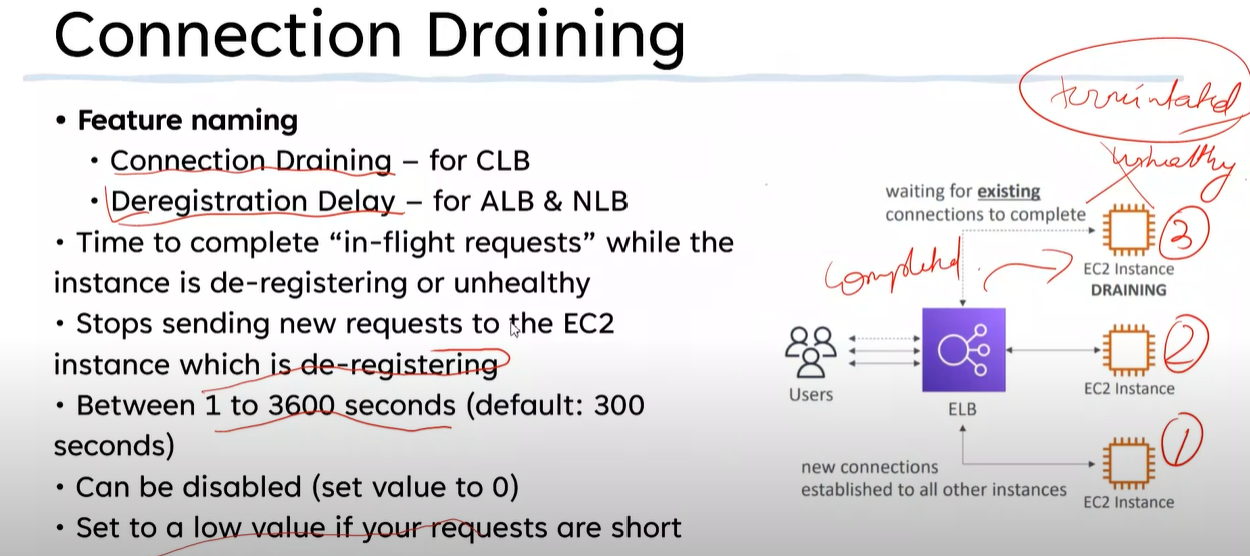 Connection Draining
• Feature naming
• Connection Draining – for CLB
• Deregistration Delay – for ALB & NLB
• Time to complete “in-flight requests” while the
instance is de-registering or unhealthy
• Stops sending new requests to the EC2
instance which is de-registering
• Between 1 to 3600 seconds (default: 300
seconds)
• Can be disabled (set value to 0)
• Set to a low value if your requests are short
terminated
unhealthy
waiting for existing
connections to complete
3
EC2 Instance
DRAINING
Completed
Users
ELB
2
EC2 Instance
1
EC2 Instance
new connections
established to all other instances